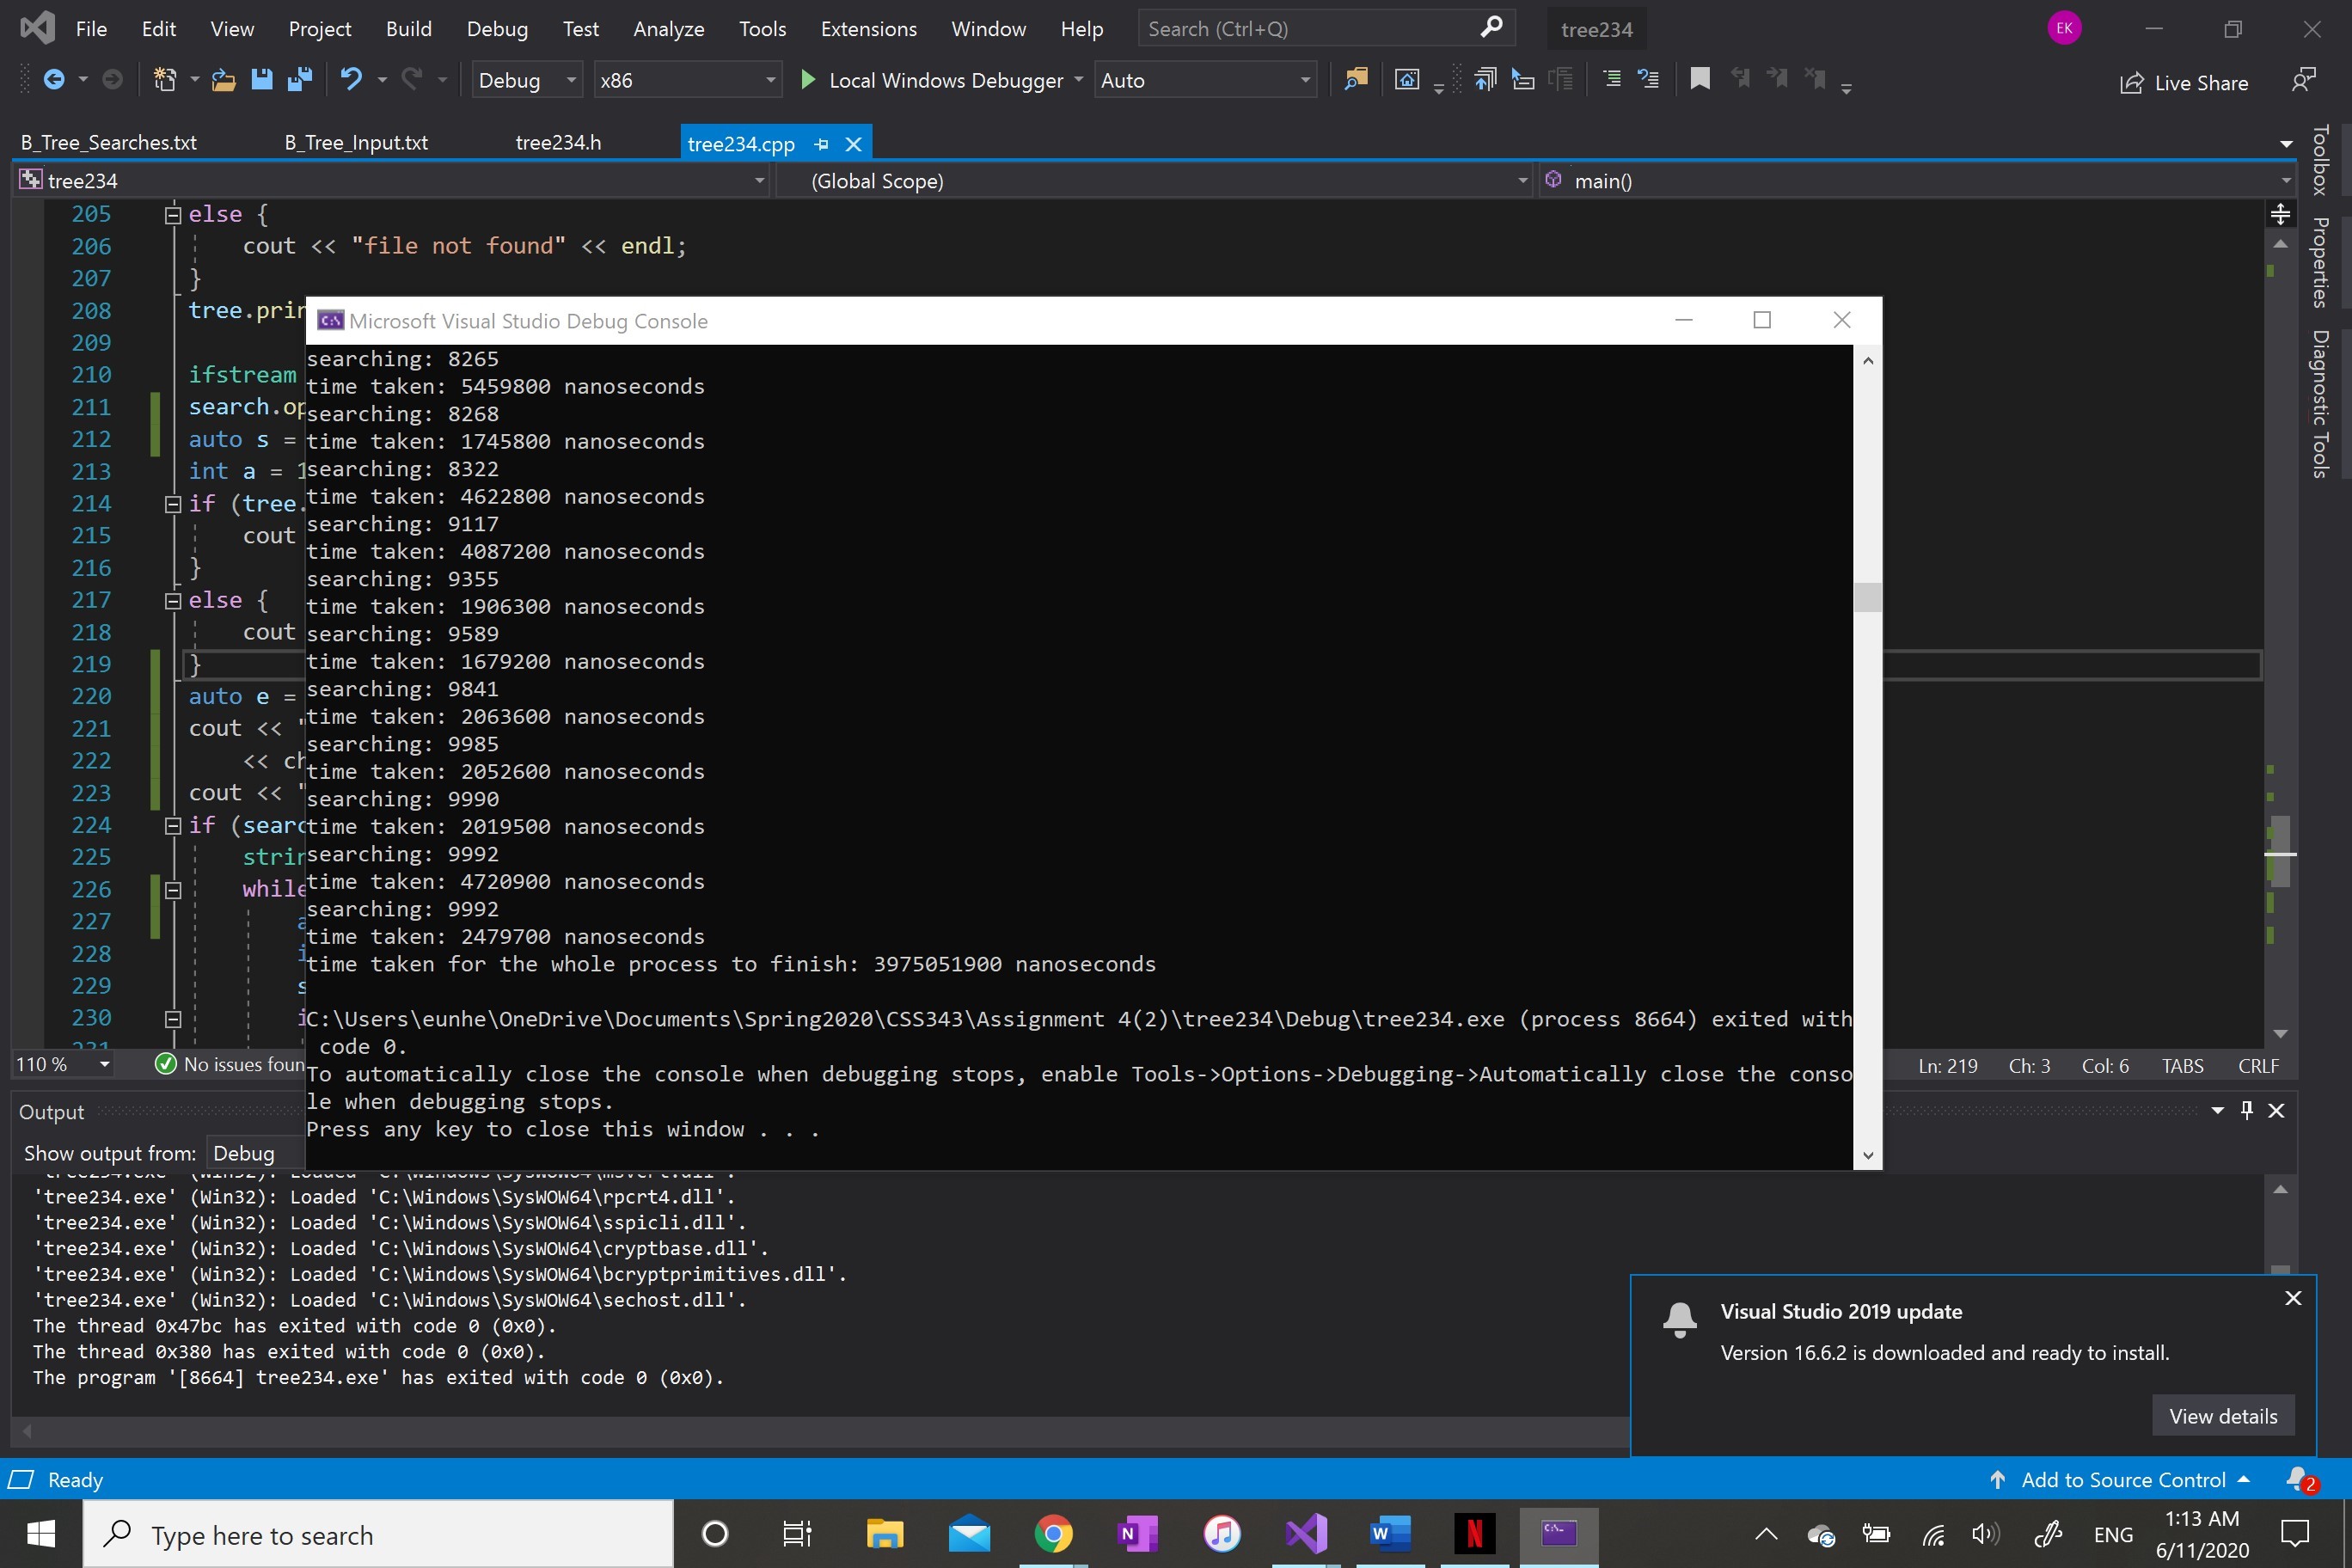 File Edit View Project Build Debug Test Analyze Tools Extensions Window Help Search (Ctrl+Q) tree234 EK
Debug x86 Local Windows Debugger Auto Live Share
B_Tree_Searches.txt B_Tree_Input.txt tree234.h tree234.cpp
tree234 (Global Scope) main()
Toolbox
Properties
Diagnostic Tools
205 else {
206 cout << "file not found" << endl;
207 }
208 tree.prin
209
210 ifstream
211 search.op
212 auto s =
213 int a = 1
214 if (tree.
215 cout
216 }
217 else {
218 cout
219 }
220 auto e =
221 cout << "
222 << ch
223 cout << "
224 if (searc
225 strin
226 while
227 a
228 i
229 s
230 i
231
Microsoft Visual Studio Debug Console
searching: 8265
time taken: 5459800 nanoseconds
searching: 8268
time taken: 1745800 nanoseconds
searching: 8322
time taken: 4622800 nanoseconds
searching: 9117
time taken: 4087200 nanoseconds
searching: 9355
time taken: 1906300 nanoseconds
searching: 9589
time taken: 1679200 nanoseconds
searching: 9841
time taken: 2063600 nanoseconds
searching: 9985
time taken: 2052600 nanoseconds
searching: 9990
time taken: 2019500 nanoseconds
searching: 9992
time taken: 4720900 nanoseconds
searching: 9992
time taken: 2479700 nanoseconds
time taken for the whole process to finish: 3975051900 nanoseconds
C:\Users\eunhe\OneDrive\Documents\Spring2020\CSS343\Assignment 4(2)\tree234\Debug\tree234.exe (process 8664) exited with
code 0.
To automatically close the console when debugging stops, enable Tools->Options->Debugging->Automatically close the conso
le when debugging stops.
Press any key to close this window . . .
110 % No issues foun Ln: 219 Ch: 3 Col: 6 TABS CRLF
Output
Show output from: Debug
'tree234.exe' (Win32): Loaded 'C:\Windows\SysWOW64\msvcrt.dll'.
'tree234.exe' (Win32): Loaded 'C:\Windows\SysWOW64\rpcrt4.dll'.
'tree234.exe' (Win32): Loaded 'C:\Windows\SysWOW64\sspicli.dll'.
'tree234.exe' (Win32): Loaded 'C:\Windows\SysWOW64\cryptbase.dll'.
'tree234.exe' (Win32): Loaded 'C:\Windows\SysWOW64\bcryptprimitives.dll'.
'tree234.exe' (Win32): Loaded 'C:\Windows\SysWOW64\sechost.dll'.
The thread 0x47bc has exited with code 0 (0x0).
The thread 0x380 has exited with code 0 (0x0).
The program '[8664] tree234.exe' has exited with code 0 (0x0).
Visual Studio 2019 update
Version 16.6.2 is downloaded and ready to install.
View details
Ready Add to Source Control 2
Type here to search ENG 1:13 AM
6/11/2020